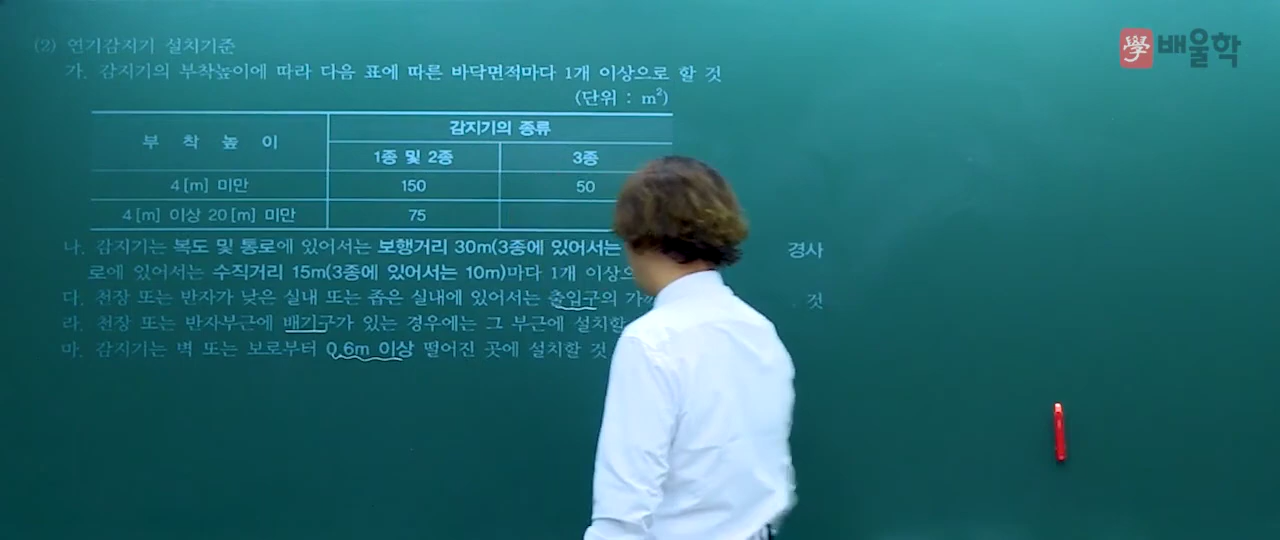 (2) 연기감지기 설치기준
學 배울학
가. 감지기의 부착높이에 따라 다음 표에 따른 바닥면적마다 1개 이상으로 할 것
(단위 : m²)
부 착 높 이
감지기의 종류
1종 및 2종 3종
4[m] 미만 150 50
4[m] 이상 20[m] 미만 75
나. 감지기는 복도 및 통로에 있어서는 보행거리 30m(3종에 있어서는 경사
로에 있어서는 수직거리 15m(3종에 있어서는 10m)마다 1개
다. 천장 또는 반자가 낮은 실내 또는 좁은 실내에 있어서는 출입구의 것
라. 천장 또는 반자부근에 배기구가 있는 경우에는 그 부근에
마. 감지기는 벽 또는 보로부터 0.6m 이상 떨어진 곳에 설치할 것